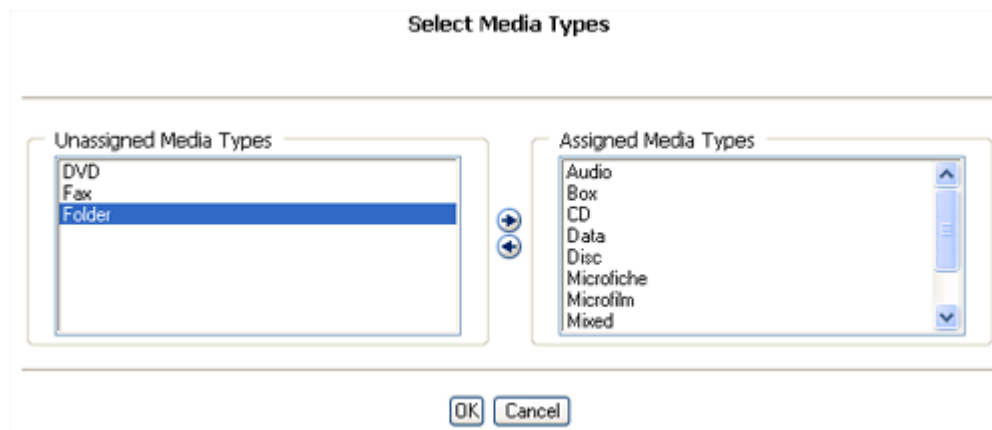 Select Media Types
Unassigned Media Types
DVD
Fax
Folder
Assigned Media Types
Audio
Box
CD
Data
Disc
Microfiche
Microfilm
Mixed
OK Cancel